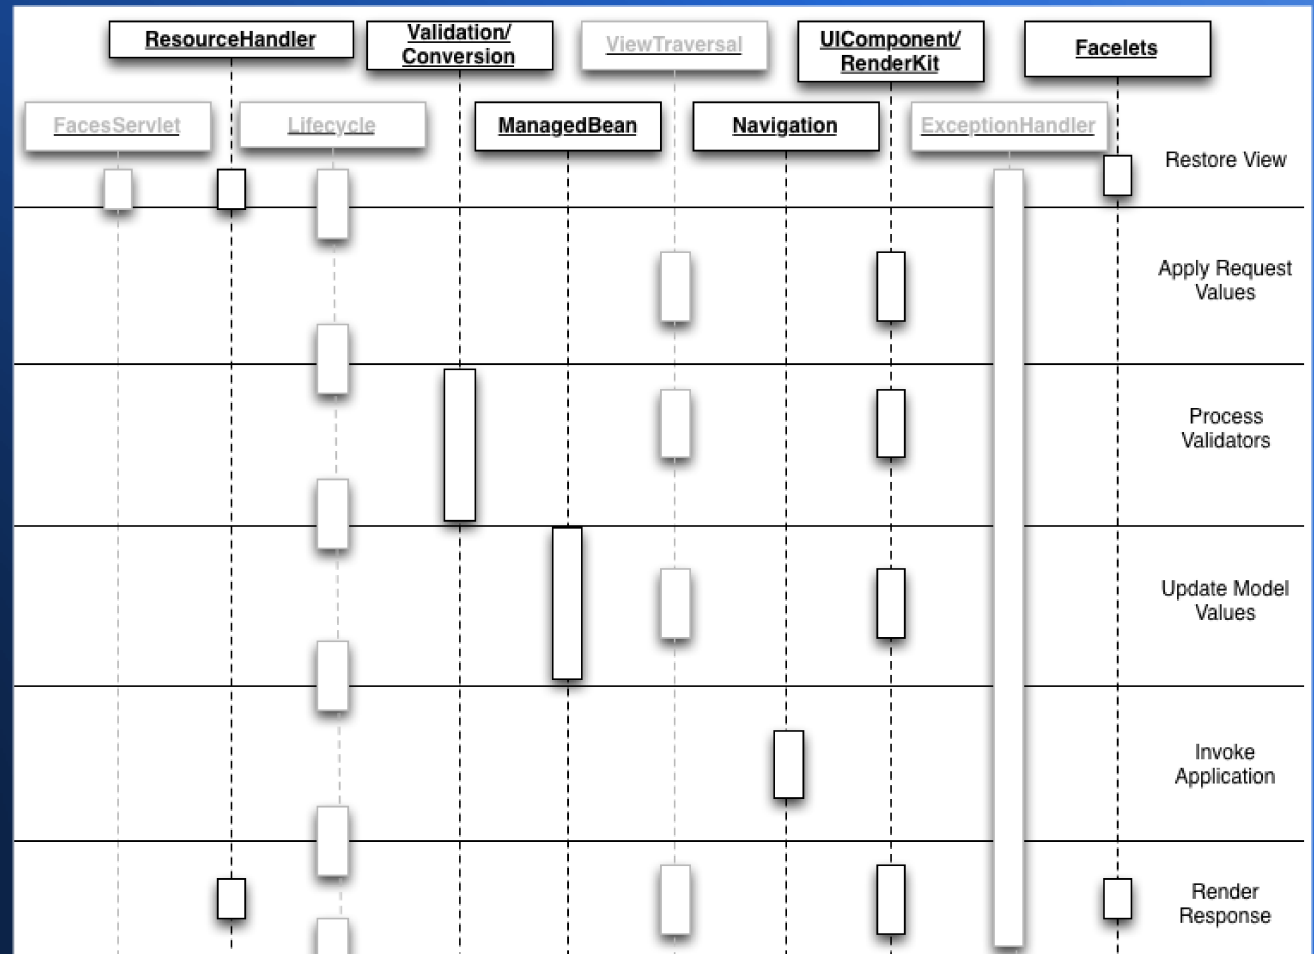 ResourceHandler
Validation/
Conversion
ViewTraversal
UIComponent/
RenderKit
Facelets
FacesServlet
Lifecycle
ManagedBean
Navigation
ExceptionHandler
Restore View
Apply Request
Values
Process
Validators
Update Model
Values
Invoke
Application
Render
Response